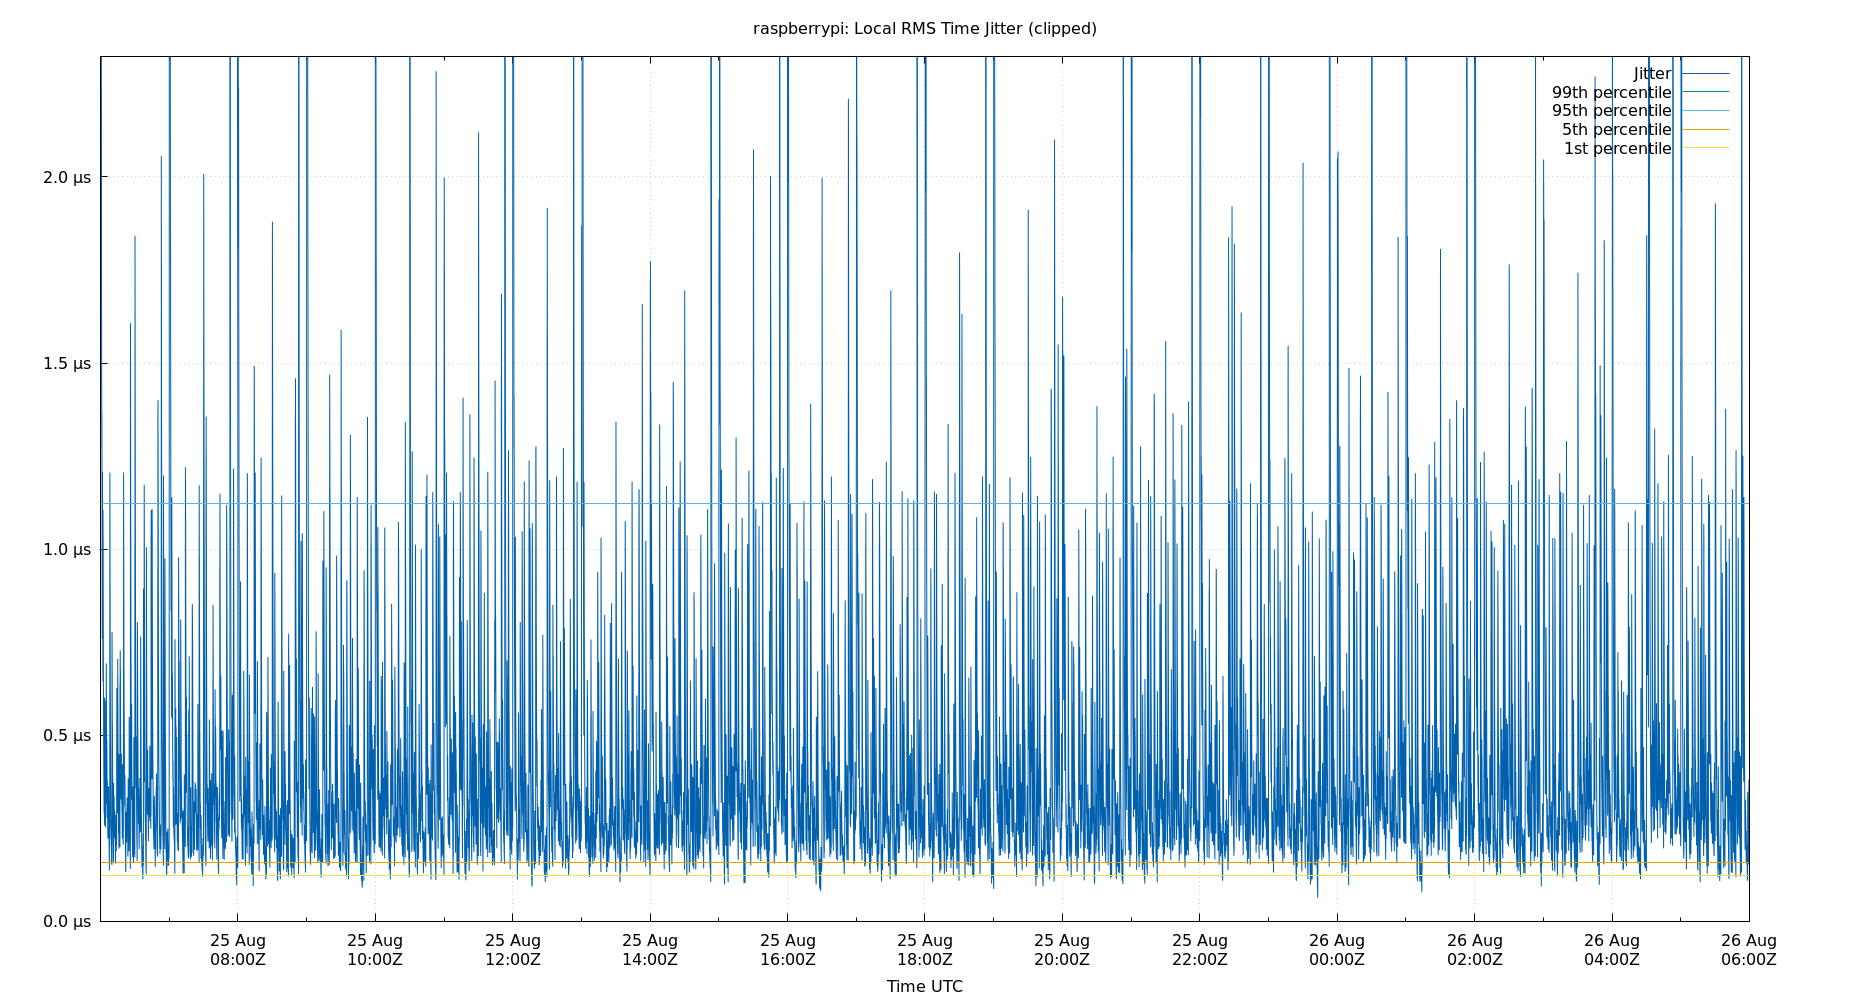 raspberrypi: Local RMS Time Jitter (clipped)
Jitter
99th percentile
95th percentile
5th percentile
1st percentile
2.0 µs
1.5 µs
1.0 µs
0.5 µs
0.0 µs
25 Aug 25 Aug 25 Aug 25 Aug 25 Aug 25 Aug 25 Aug 25 Aug 26 Aug 26 Aug 26 Aug 26 Aug
08:00Z 10:00Z 12:00Z 14:00Z 16:00Z 18:00Z 20:00Z 22:00Z 00:00Z 02:00Z 04:00Z 06:00Z
Time UTC